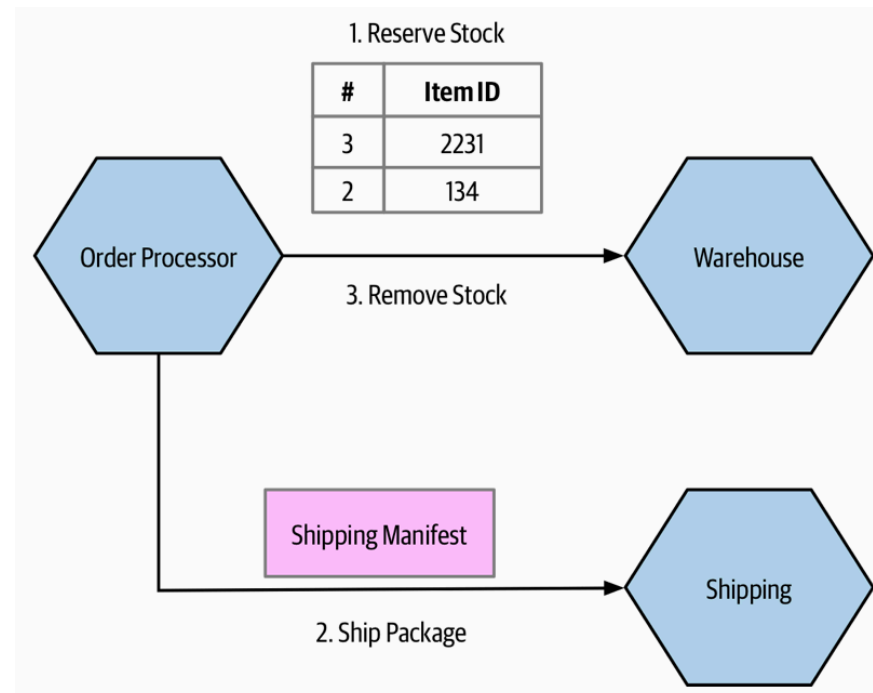 1. Reserve Stock
# Item ID
3 2231
2 134
Order Processor
Warehouse
3. Remove Stock
Shipping Manifest
Shipping
2. Ship Package